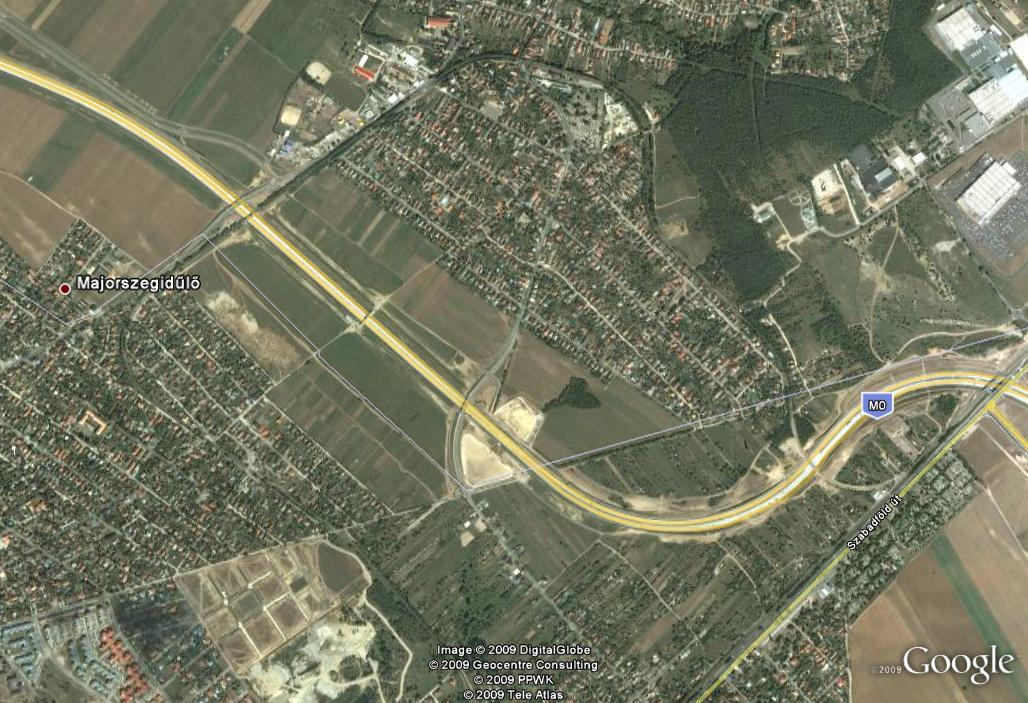 Majorszegidűlő
M0
Szabadföld út
Image © 2009 DigitalGlobe
© 2009 Geocentre Consulting
© 2009 PPWK
© 2009 Tele Atlas
©2009 Google